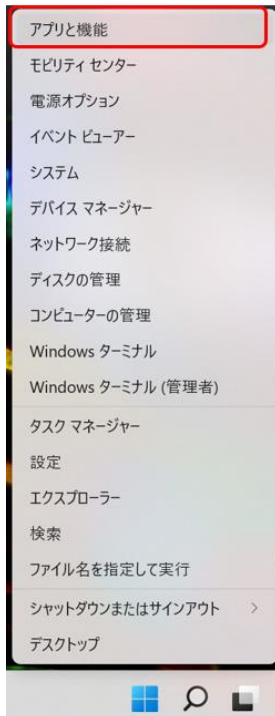 アプリと機能
モビリティ センター
電源オプション
イベント ビューアー
システム
デバイス マネージャー
ネットワーク接続
ディスクの管理
コンピューターの管理
Windows ターミナル
Windows ターミナル (管理者)
タスク マネージャー
設定
エクスプローラー
検索
ファイル名を指定して実行
シャットダウンまたはサインアウト
デスクトップ